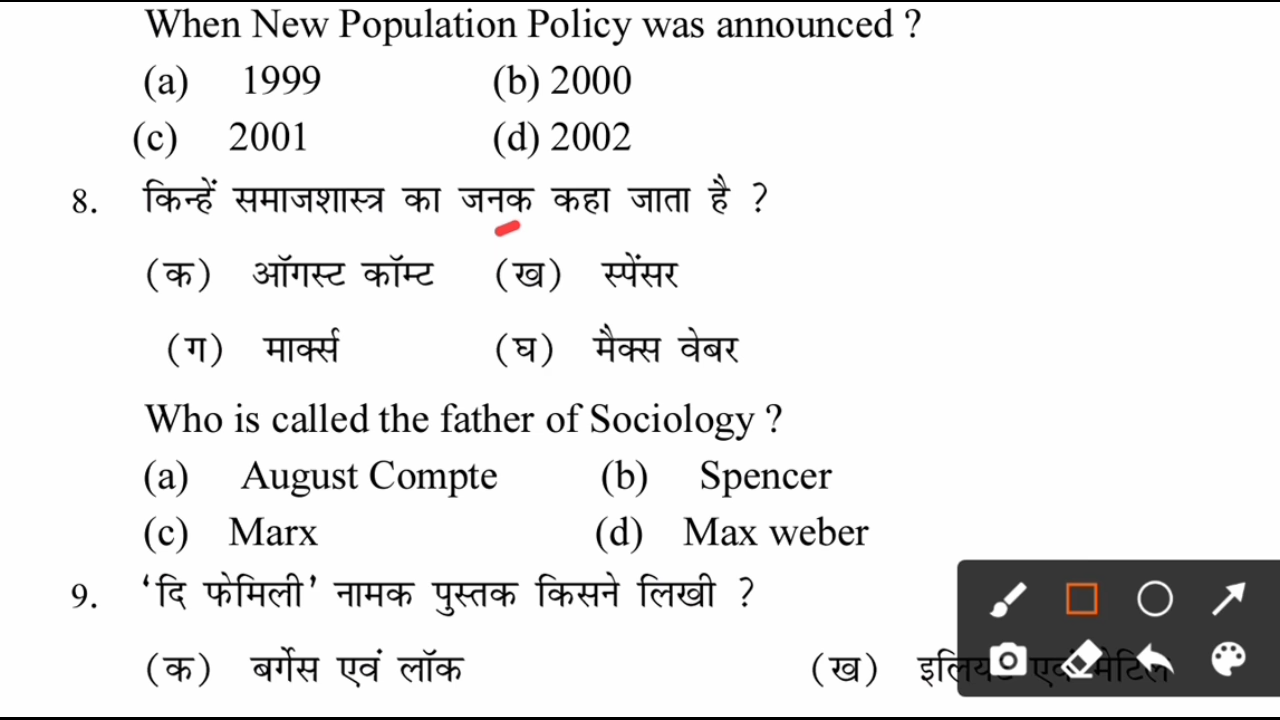 When New Population Policy was announced ?
(a) 1999 (b) 2000
(c) 2001 (d) 2002
8. किन्हें समाजशास्त्र का जनक कहा जाता है ?
(क) ऑगस्ट कॉम्ट (ख) स्पेंसर
(ग) मार्क्स (घ) मैक्स वेबर
Who is called the father of Sociology ?
(a) August Compte (b) Spencer
(c) Marx (d) Max weber
9. ‘दि फेमिली’ नामक पुस्तक किसने लिखी ?
(क) बर्गेस एवं लॉक (ख) एवं